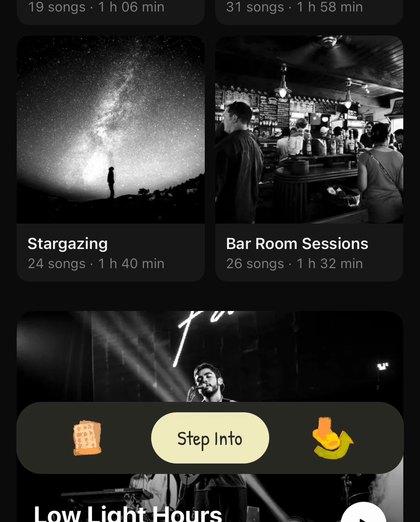 19 songs · 1 h 06 min
31 songs · 1 h 58 min
Stargazing
24 songs · 1 h 40 min
Bar Room Sessions
26 songs · 1 h 32 min
Step Into
Low Light Hours